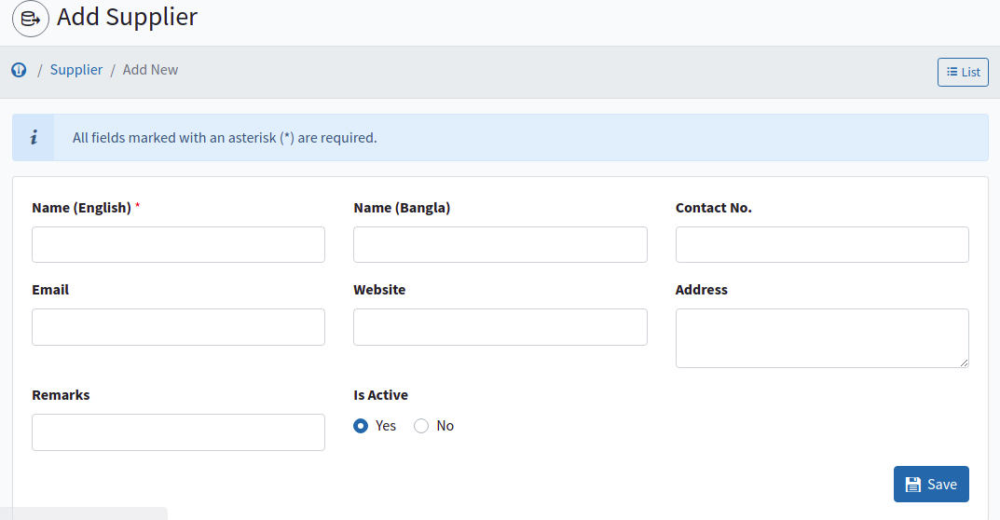 Add Supplier
/ Supplier / Add New
List
i All fields marked with an asterisk (*) are required.
Name (English) * Name (Bangla) Contact No.
Email Website Address
Remarks Is Active
Yes No
Save